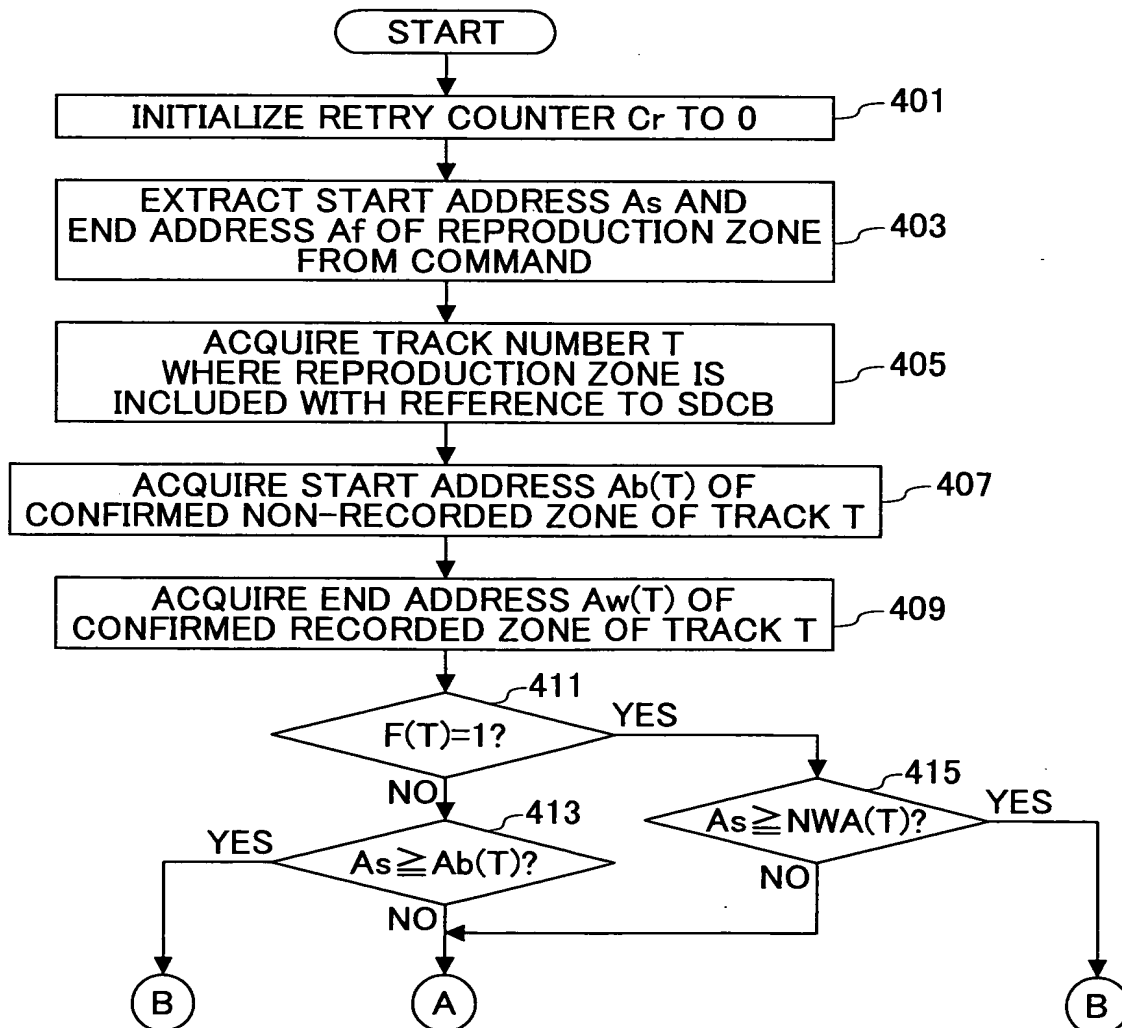 START
INITIALIZE RETRY COUNTER Cr TO 0
401
EXTRACT START ADDRESS As AND
END ADDRESS Af OF REPRODUCTION ZONE
FROM COMMAND
403
ACQUIRE TRACK NUMBER T
WHERE REPRODUCTION ZONE IS
INCLUDED WITH REFERENCE TO SDCB
405
ACQUIRE START ADDRESS Ab(T) OF
CONFIRMED NON-RECORDED ZONE OF TRACK T
407
ACQUIRE END ADDRESS Aw(T) OF
CONFIRMED RECORDED ZONE OF TRACK T
409
411
F(T)=1?
YES
NO
415
As≧NWA(T)?
YES
NO
413
YES
As≧Ab(T)?
NO
B
A
B